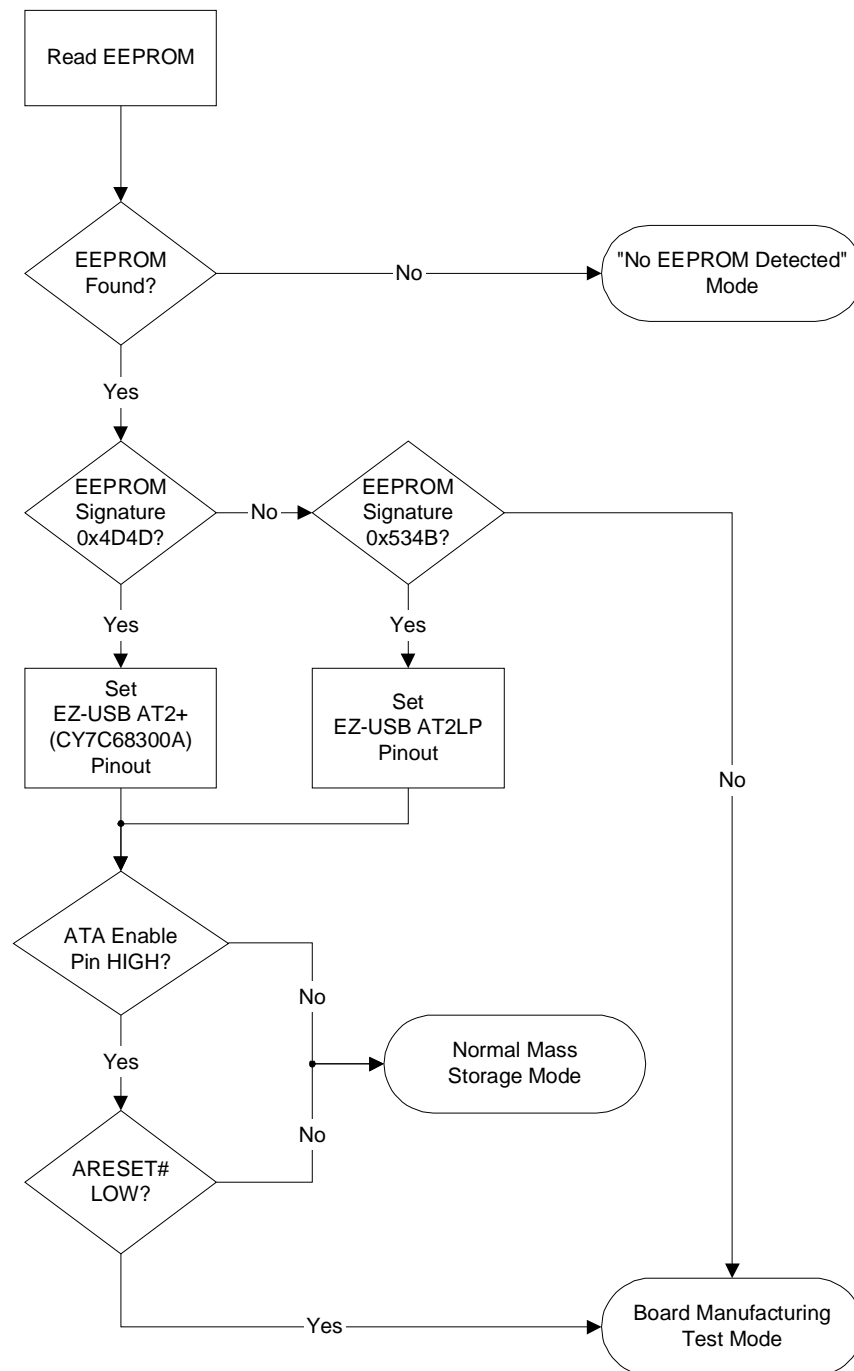 Read EEPROM
EEPROM
Found?
No
"No EEPROM Detected"
Mode
Yes
EEPROM
Signature
0x4D4D?
No
EEPROM
Signature
0x534B?
Yes
Yes
Set
EZ-USB AT2+
(CY7C68300A)
Pinout
Set
EZ-USB AT2LP
Pinout
No
ATA Enable
Pin HIGH?
No
Yes
Normal Mass
Storage Mode
No
ARESET#
LOW?
Yes
Board Manufacturing
Test Mode